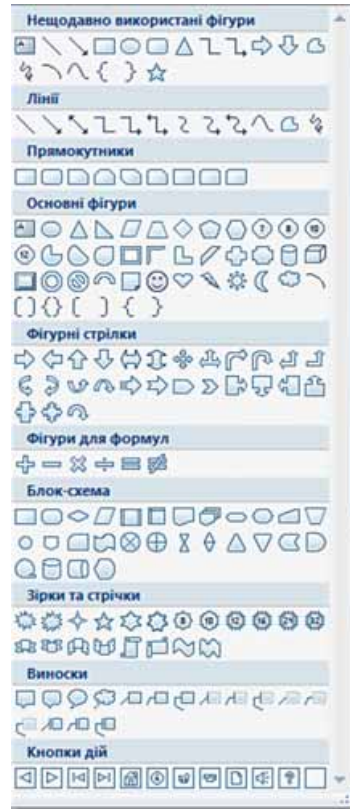 Нещодавно використані фігури
Лінії
Прямокутники
Основні фігури
Фігурні стрілки
Фігури для формул
Блок-схема
Зірки та стрічки
Виноски
Кнопки дій